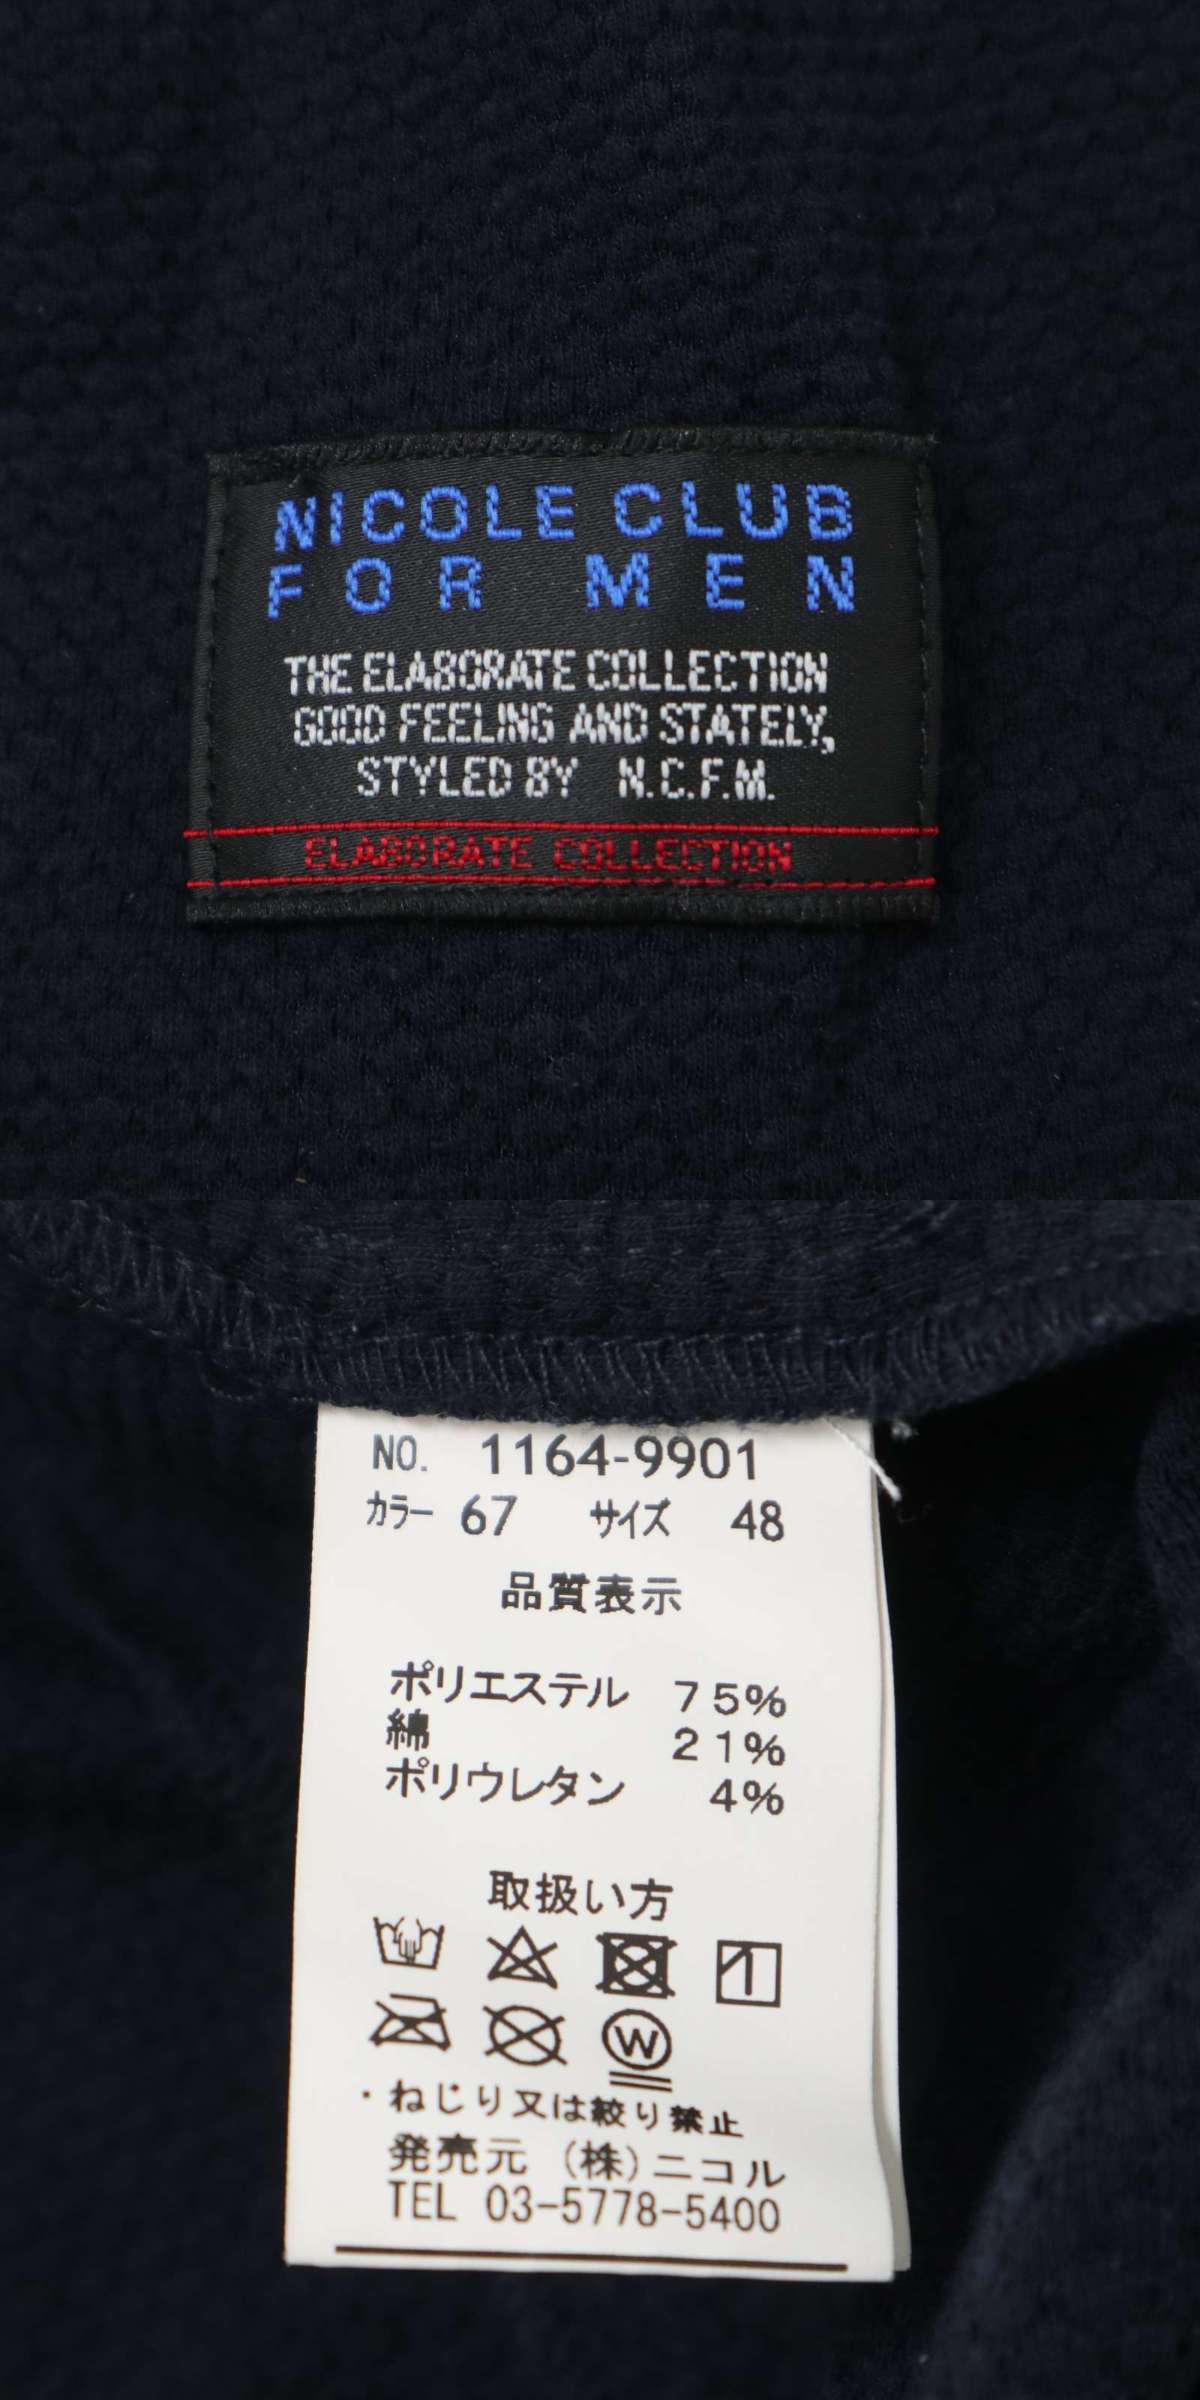 NICOLE CLUB
FOR MEN
THE ELABORATE COLLECTION
GOOD FEELING AND STATELY,
STYLED BY N.C.F.M.
ELABORATE COLLECTION
NO. 1164-9901
カラー 67 サイズ 48
品質表示
ポリエステル 75%
綿 21%
ポリウレタン 4%
取扱い方
W
・ねじり又は絞り禁止
発売元 (株)ニコル
TEL 03-5778-5400